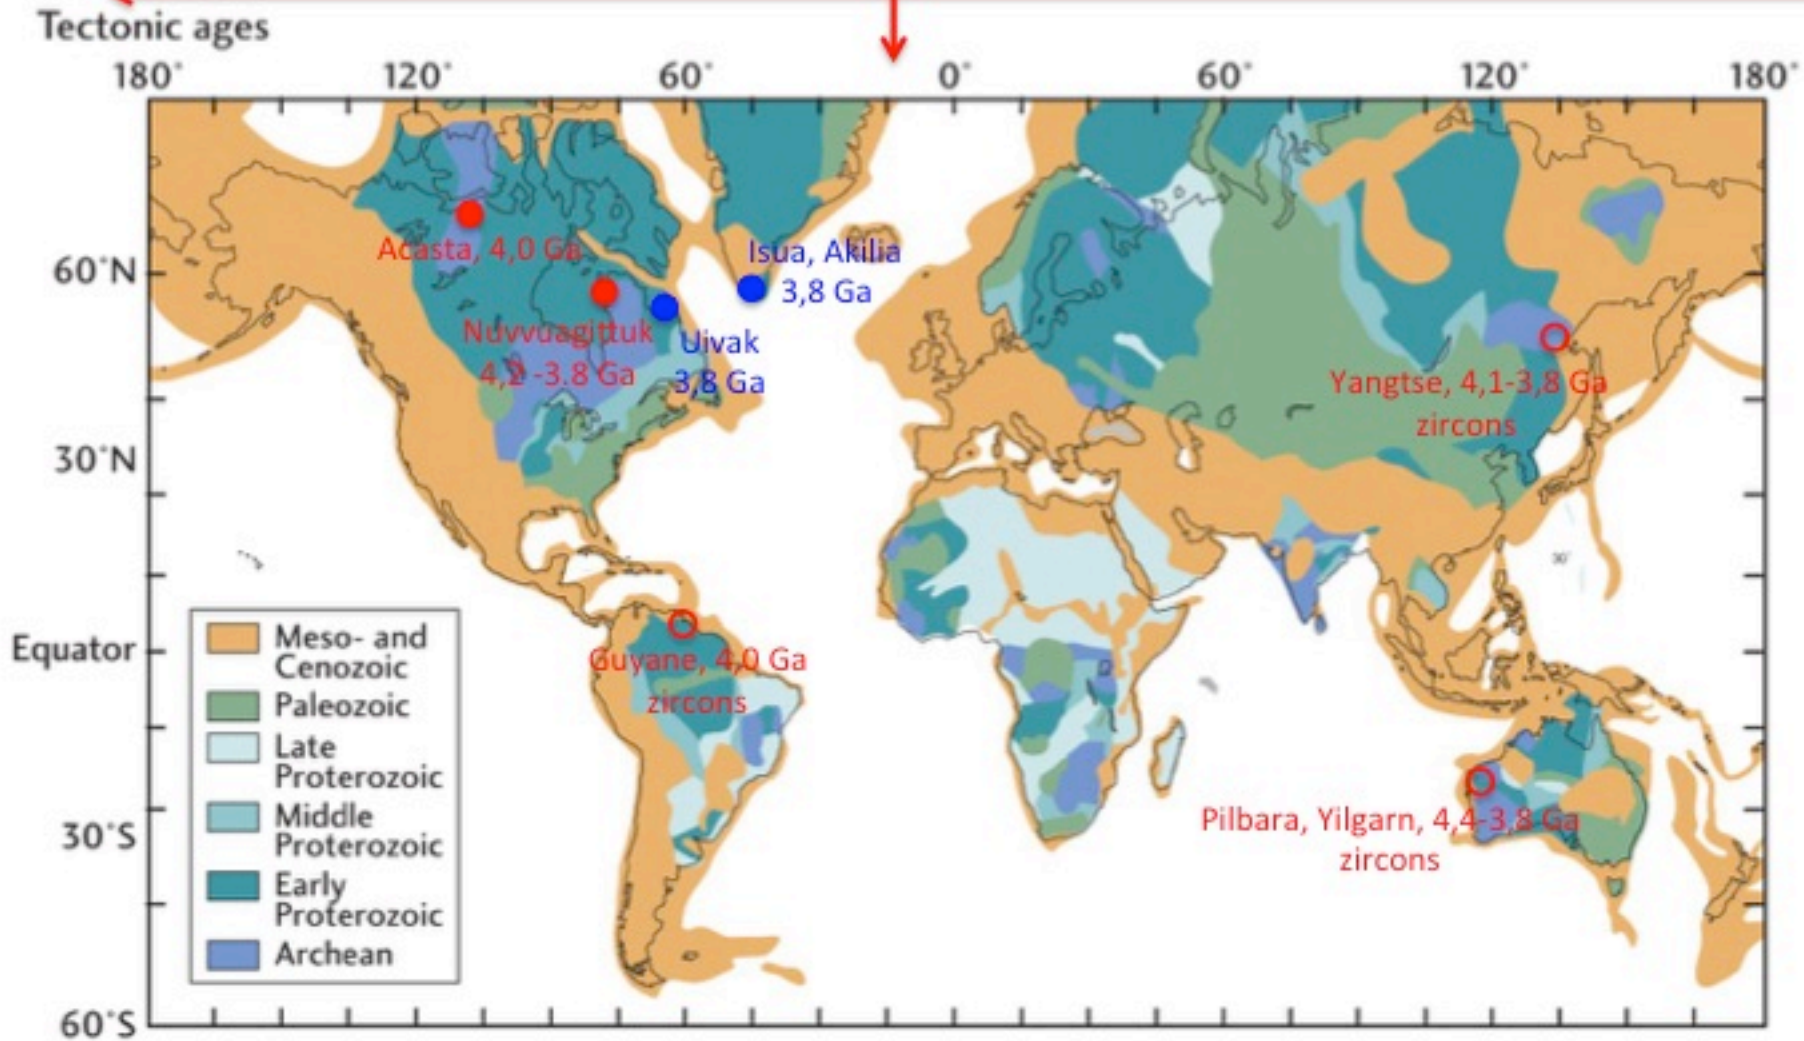 Tectonic ages
180° 120° 60° 0° 60° 120° 180°
Acasta, 4,0 Ga
Isua, Akilia
60°N
3,8 Ga
Nuvvuagittuk
4,2 -3.8 Ga
Uivak
3,8 Ga
Yangtse, 4,1-3,8 Ga
zircons
30°N
30°
Equator
Guyane, 4,0 Ga
zircons
Meso- and
Cenozoic
Paleozoic
Late
Proterozoic
Middle
Proterozoic
Early
Proterozoic
Archean
Pilbara, Yilgarn, 4,4-3,8 Ga
zircons
30°S
60°S